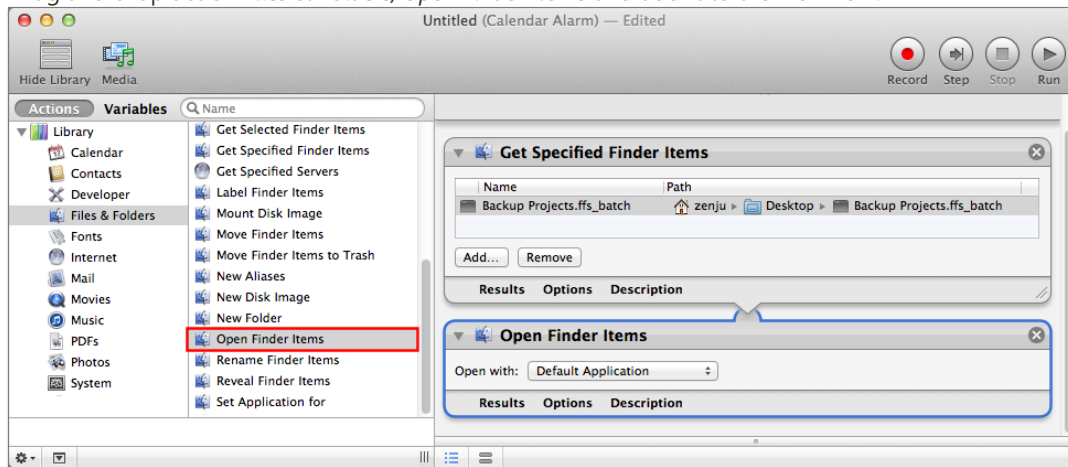 Untitled (Calendar Alarm) — Edited
Hide Library Media
Record Step Stop Run
Actions Variables Name
Library
Calendar
Contacts
Developer
Files & Folders
Fonts
Internet
Mail
Movies
Music
PDFs
Photos
System
Get Selected Finder Items
Get Specified Finder Items
Get Specified Servers
Label Finder Items
Mount Disk Image
Move Finder Items
Move Finder Items to Trash
New Aliases
New Disk Image
New Folder
Open Finder Items
Rename Finder Items
Reveal Finder Items
Set Application for
Get Specified Finder Items
Name Path
Backup Projects.ffs_batch zenju Desktop Backup Projects.ffs_batch
Add... Remove
Results Options Description
Open Finder Items
Open with: Default Application
Results Options Description